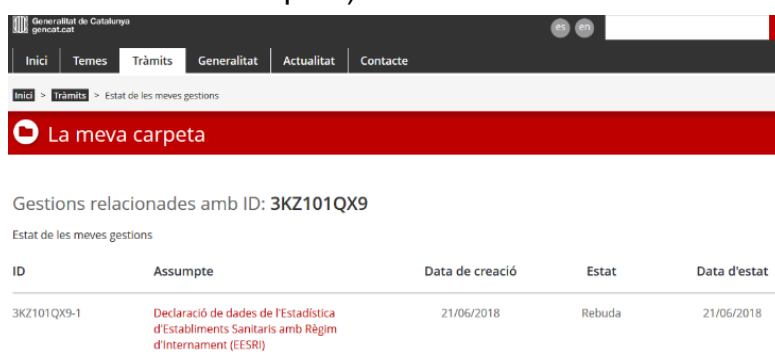 Generalitat de Catalunya
gencat.cat
es en
Inici Temes Tràmits Generalitat Actualitat Contacte
Inici > Tràmits > Estat de les meves gestions
La meva carpeta
Gestions relacionades amb ID: 3KZ101QX9
Estat de les meves gestions
ID Assumpte Data de creació Estat Data d'estat
3KZ101QX9-1 Declaració de dades de l'Estadística 21/06/2018 Rebuda 21/06/2018
d'Establiments Sanitaris amb Règim
d'Internament (EESRI)